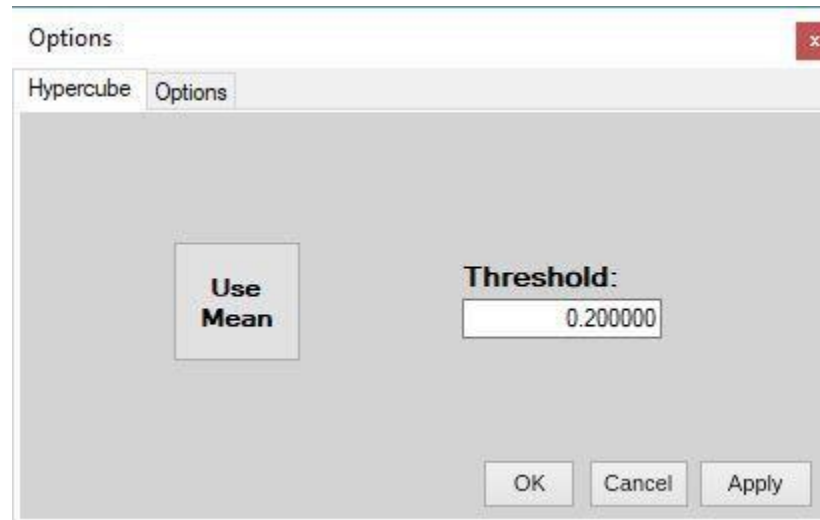 Options
x
Hypercube Options
Use
Mean
Threshold:
0.200000
OK Cancel Apply